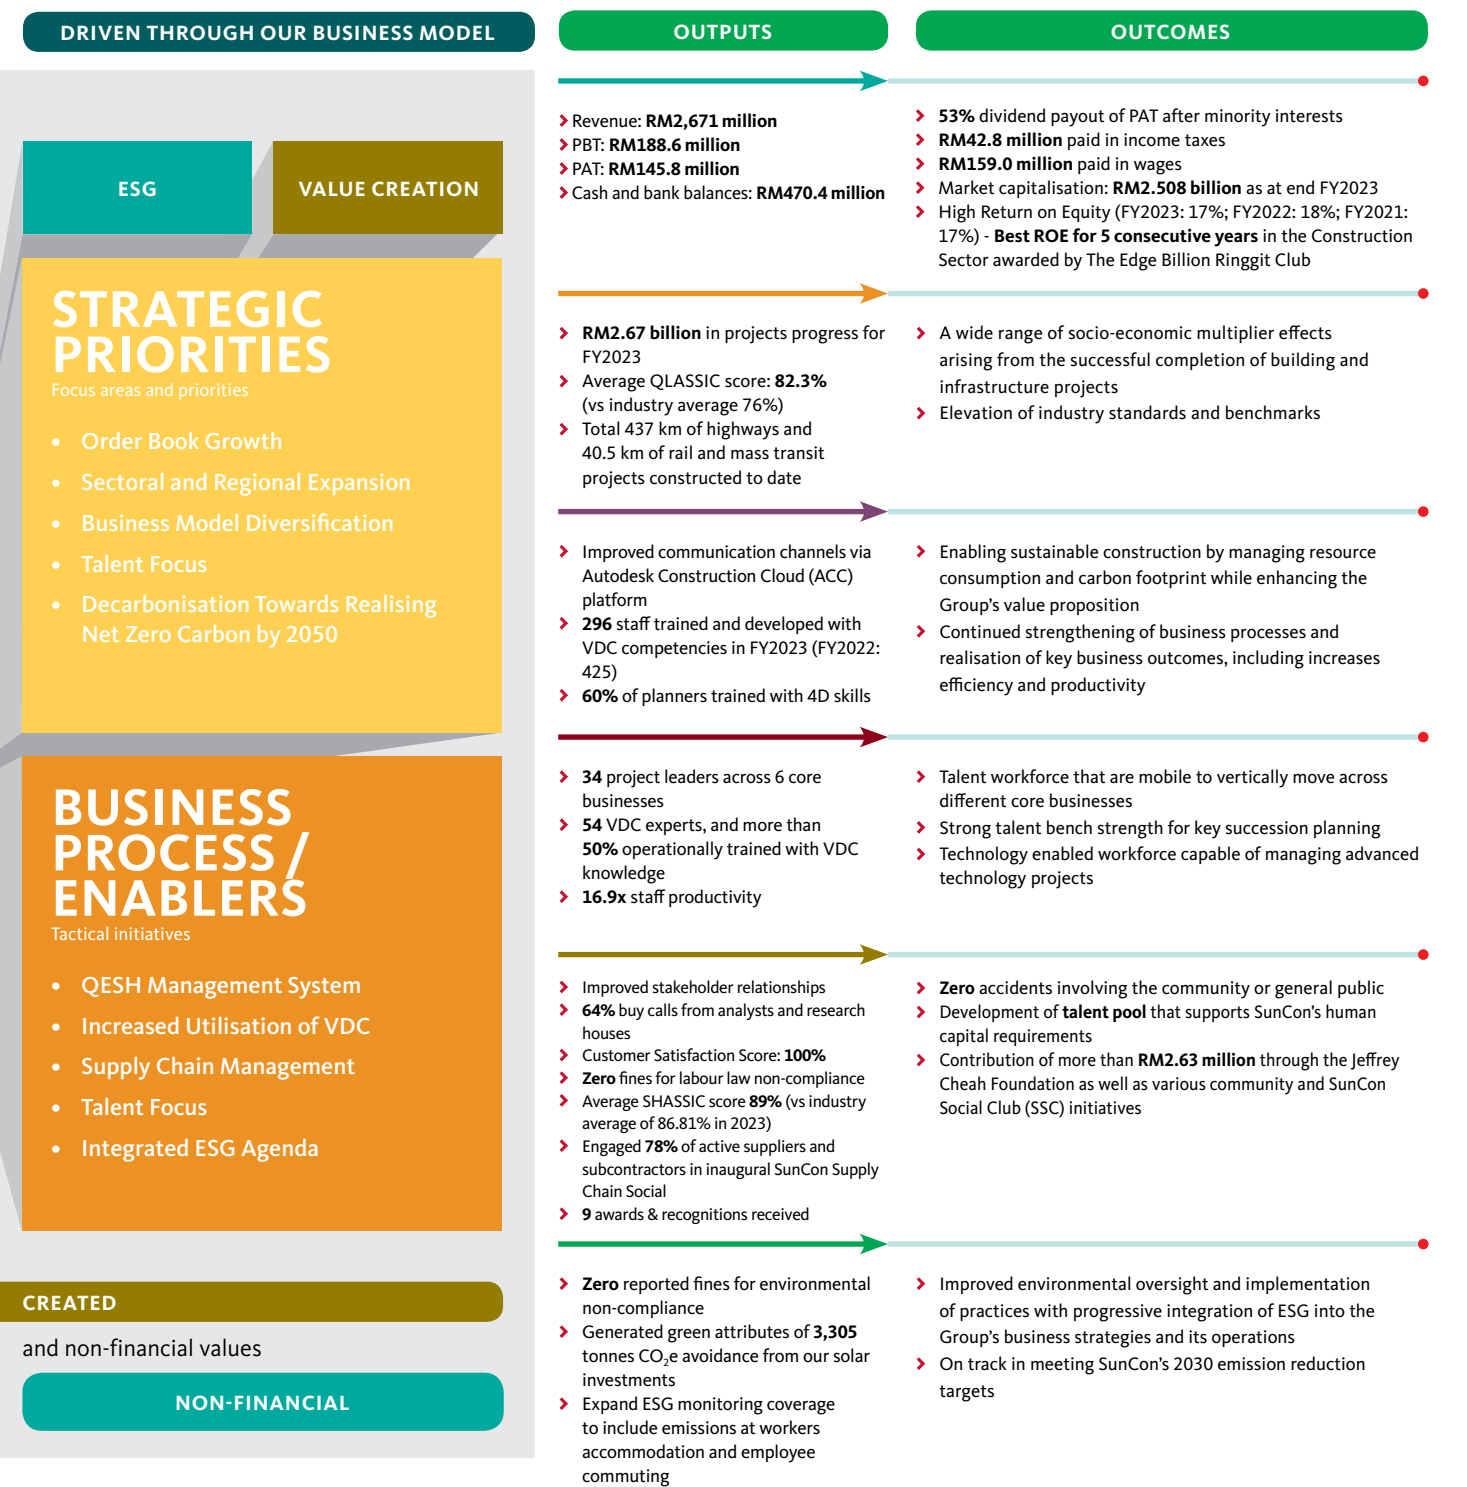 DRIVEN THROUGH OUR BUSINESS MODEL
ESG
VALUE CREATION
STRATEGIC
PRIORITIES
Focus areas and priorities
• Order Book Growth
• Sectoral and Regional Expansion
• Business Model Diversification
• Talent Focus
• Decarbonisation Towards Realising
Net Zero Carbon by 2050
BUSINESS
PROCESS /
ENABLERS
Tactical initiatives
• QESH Management System
• Increased Utilisation of VDC
• Supply Chain Management
• Talent Focus
• Integrated ESG Agenda
CREATED
and non-financial values
NON-FINANCIAL
OUTPUTS
Revenue: RM2,671 million
PBT: RM188.6 million
PAT: RM145.8 million
Cash and bank balances: RM470.4 million
RM2.67 billion in projects progress for
FY2023
Average QLASSIC score: 82.3%
(vs industry average 76%)
Total 437 km of highways and
40.5 km of rail and mass transit
projects constructed to date
Improved communication channels via
Autodesk Construction Cloud (ACC)
platform
296 staff trained and developed with
VDC competencies in FY2023 (FY2022:
425)
60% of planners trained with 4D skills
34 project leaders across 6 core
businesses
54 VDC experts, and more than
50% operationally trained with VDC
knowledge
16.9x staff productivity
Improved stakeholder relationships
64% buy calls from analysts and research
houses
Customer Satisfaction Score: 100%
Zero fines for labour law non-compliance
Average SHASSIC score 89% (vs industry
average of 86.81% in 2023)
Engaged 78% of active suppliers and
subcontractors in inaugural SunCon Supply
Chain Social
9 awards & recognitions received
Zero reported fines for environmental
non-compliance
Generated green attributes of 3,305
tonnes CO₂e avoidance from our solar
investments
Expand ESG monitoring coverage
to include emissions at workers
accommodation and employee
commuting
OUTCOMES
53% dividend payout of PAT after minority interests
RM42.8 million paid in income taxes
RM159.0 million paid in wages
Market capitalisation: RM2.508 billion as at end FY2023
High Return on Equity (FY2023: 17%; FY2022: 18%; FY2021:
17%) - Best ROE for 5 consecutive years in the Construction
Sector awarded by The Edge Billion Ringgit Club
A wide range of socio-economic multiplier effects
arising from the successful completion of building and
infrastructure projects
Elevation of industry standards and benchmarks
Enabling sustainable construction by managing resource
consumption and carbon footprint while enhancing the
Group's value proposition
Continued strengthening of business processes and
realisation of key business outcomes, including increases
efficiency and productivity
Talent workforce that are mobile to vertically move across
different core businesses
Strong talent bench strength for key succession planning
Technology enabled workforce capable of managing advanced
technology projects
Zero accidents involving the community or general public
Development of talent pool that supports SunCon's human
capital requirements
Contribution of more than RM2.63 million through the Jeffrey
Cheah Foundation as well as various community and SunCon
Social Club (SSC) initiatives
Improved environmental oversight and implementation
of practices with progressive integration of ESG into the
Group's business strategies and its operations
On track in meeting SunCon's 2030 emission reduction
targets